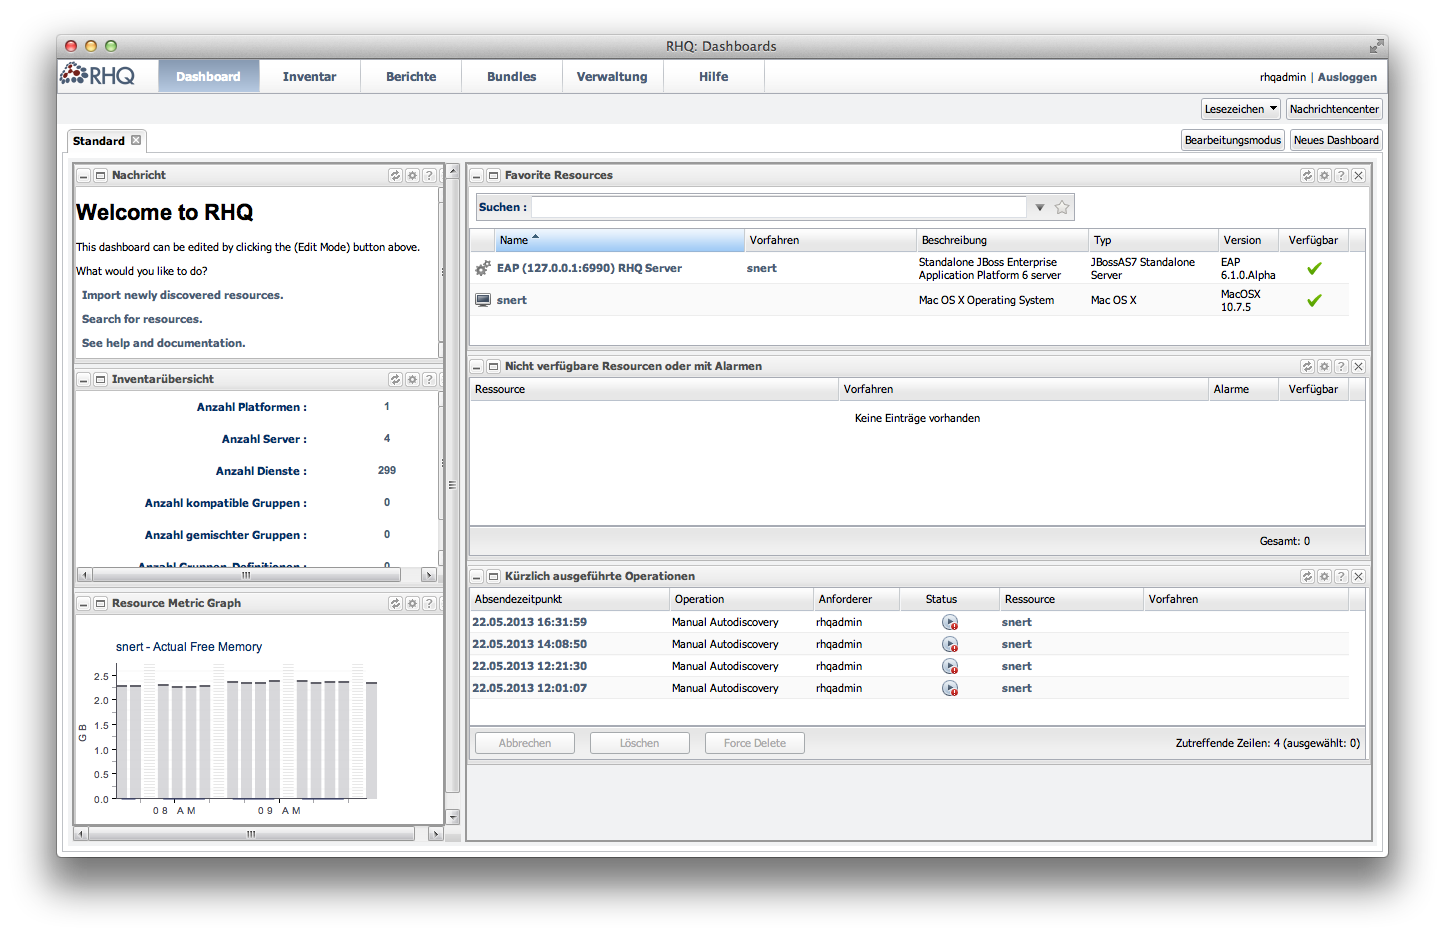 RHQ: Dashboards
RHQ
Dashboard
Inventar
Berichte
Bundles
Verwaltung
Hilfe
rhqadmin | Ausloggen
Lesezeichen
Nachrichtencenter
Standard
Bearbeitungsmodus
Neues Dashboard
Nachricht
Welcome to RHQ
This dashboard can be edited by clicking the (Edit Mode) button above.
What would you like to do?
Import newly discovered resources.
Search for resources.
See help and documentation.
Inventarübersicht
Anzahl Platformen : 1
Anzahl Server : 4
Anzahl Dienste : 299
Anzahl kompatible Gruppen : 0
Anzahl gemischter Gruppen : 0
Anzahl Gruppen-Definitionen : 0
Resource Metric Graph
snert - Actual Free Memory
GB
2.5
2.0
1.5
1.0
0.5
0.0
08 AM
09 AM
Favorite Resources
Suchen :
Name Vorfahren Beschreibung Typ Version Verfügbar
EAP (127.0.0.1:6990) RHQ Server snert Standalone JBoss Enterprise Application Platform 6 server JBossAS7 Standalone Server EAP 6.1.0.Alpha
snert Mac OS X Operating System Mac OS X MacOSX 10.7.5
Nicht verfügbare Resourcen oder mit Alarmen
Ressource Vorfahren Alarme Verfügbar
Keine Einträge vorhanden
Gesamt: 0
Kürzlich ausgeführte Operationen
Absendezeitpunkt Operation Anforderer Status Ressource Vorfahren
22.05.2013 16:31:59 Manual Autodiscovery rhqadmin snert
22.05.2013 14:08:50 Manual Autodiscovery rhqadmin snert
22.05.2013 12:21:30 Manual Autodiscovery rhqadmin snert
22.05.2013 12:01:07 Manual Autodiscovery rhqadmin snert
Abbrechen
Löschen
Force Delete
Zutreffende Zeilen: 4 (ausgewählt: 0)